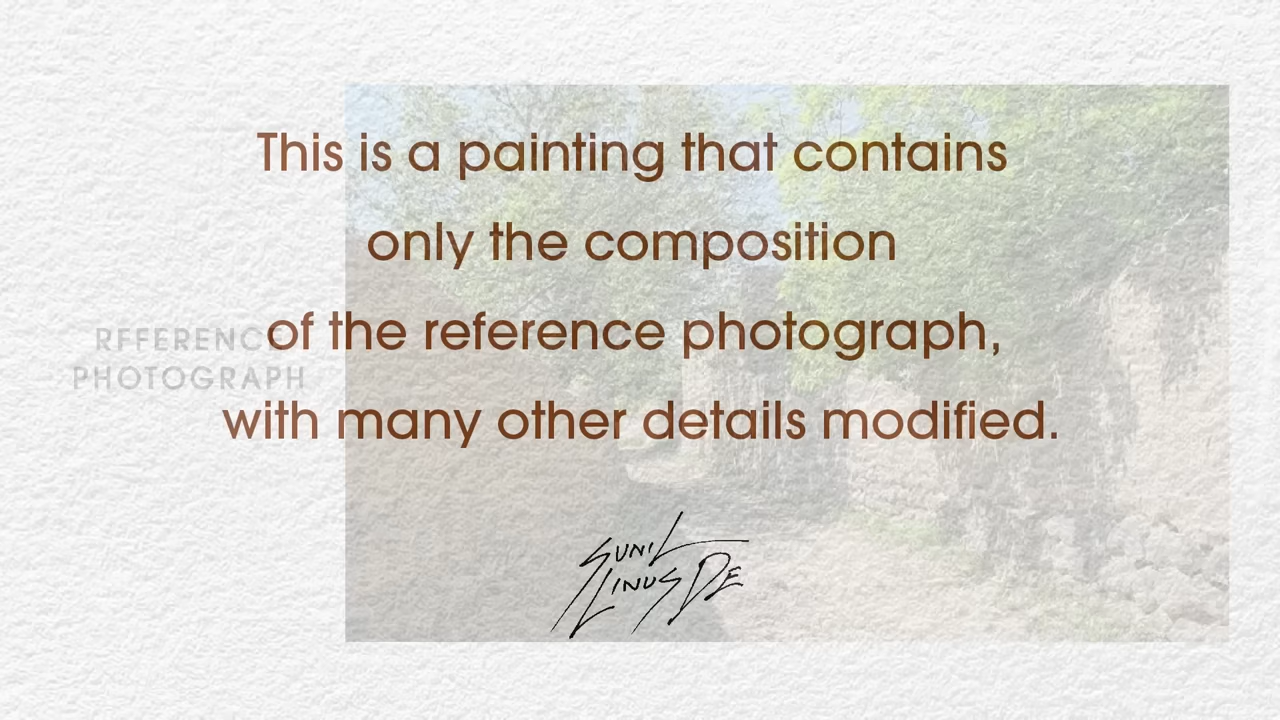 This is a painting that contains
only the composition
of the reference photograph,
with many other details modified.
REFERENCE
PHOTOGRAPH
SUNIL
LINUS DE